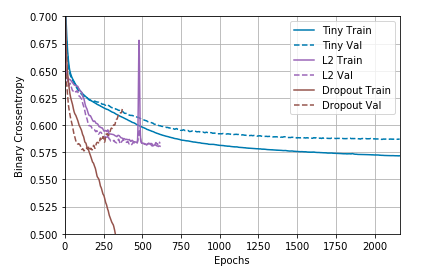 0.700
0.675
0.650
0.625
0.600
0.575
0.550
0.525
0.500
Binary Crossentropy
Tiny Train
Tiny Val
L2 Train
L2 Val
Dropout Train
Dropout Val
0 250 500 750 1000 1250 1500 1750 2000
Epochs